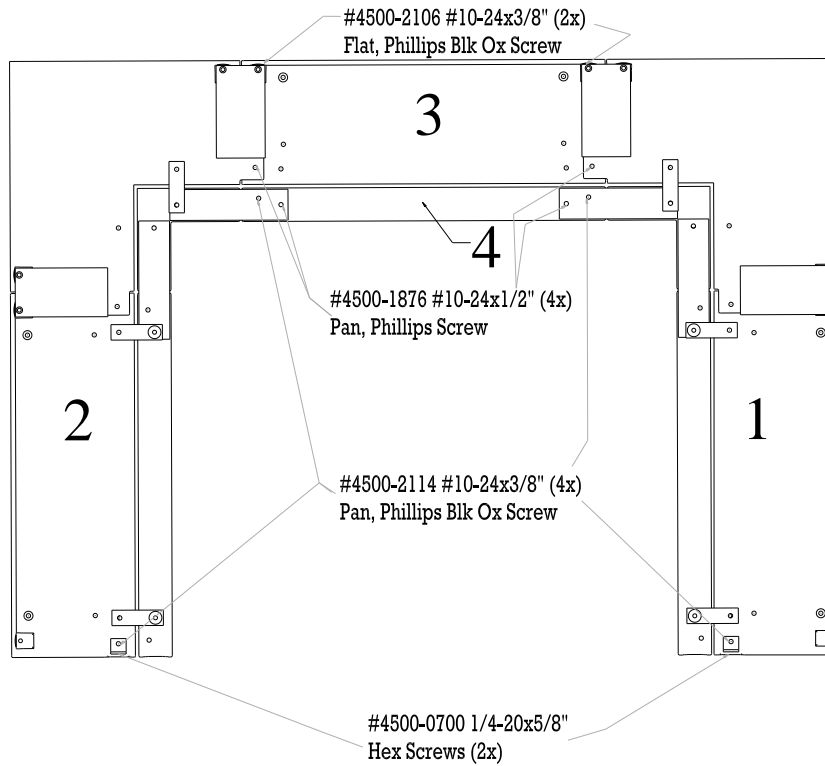 #4500-2106 #10-24x3/8" (2x)
Flat, Phillips Blk Ox Screw
3
4
#4500-1876 #10-24x1/2" (4x)
Pan, Phillips Screw
2
1
#4500-2114 #10-24x3/8" (4x)
Pan, Phillips Blk Ox Screw
#4500-0700 1/4-20x5/8"
Hex Screws (2x)